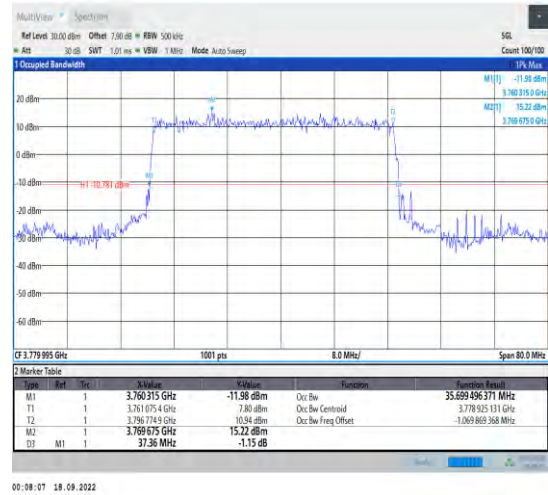 MultiView Spectrum
Ref Level 30.00 dBm Offset 7.90 dB RBW 500 kHz SGL
Att 30 dB SWT 1.01 ms VBW 1 MHz Mode Auto Sweep Count 100/100
1 Occupied Bandwidth 1Pk Max
M1[1] -11.98 dBm
3.760 315 0 GHz
M2[1] 15.22 dBm
3.769 675 0 GHz
20 dBm
10 dBm
0 dBm
-10 dBm
H1 -10.781 dBm
-20 dBm
-30 dBm
-40 dBm
-50 dBm
-60 dBm
CF 3.779 995 GHz 1001 pts 8.0 MHz/ Span 80.0 MHz
2 Marker Table
Type Ref Trc X-Value Y-Value Function Function Result
M1 1 3.760 315 GHz -11.98 dBm Occ Bw 35.699 496 371 MHz
T1 1 3.761 075 4 GHz 7.80 dBm Occ Bw Centroid 3.778 925 131 GHz
T2 1 3.796 774 9 GHz 10.94 dBm Occ Bw Freq Offset -1.069 869 368 MHz
M2 1 3.769 675 GHz 15.22 dBm
D3 M1 1 37.36 MHz -1.15 dB
00:08:07 18.09.2022